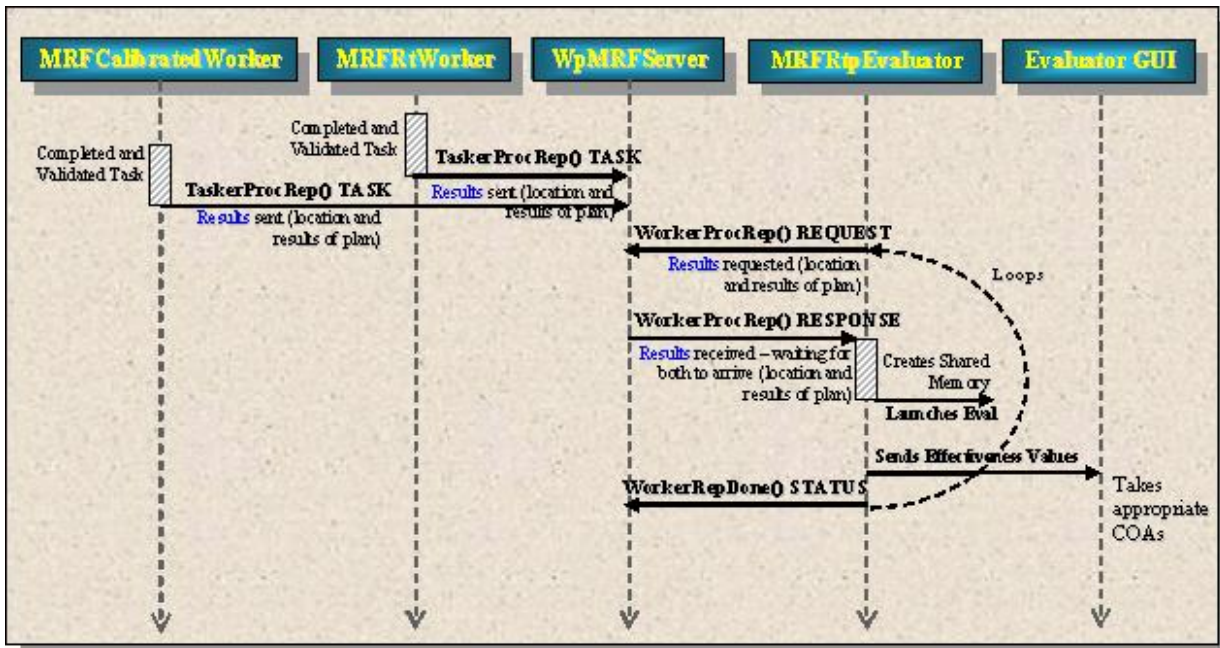 MRFCalibratedWorker
MRFRtWorker
WpMRFServer
MRFRtpEvaluator
Evaluator GUI
Completed and
Validated Task
Completed and
Validated Task
TaskerProcRep() TASK
Results sent (location and
results of plan)
TaskerProcRep() TASK
Results sent (location and
results of plan)
WorkerProcRep() REQUEST
Results requested (location
and results of plan)
Loops
WorkerProcRep() RESPONSE
Results received – waiting for
both to arrive (location and
results of plan)
Creates Shared
Memory
Launches Eval
Sends Effectiveness Values
WorkerRepDone() STATUS
Takes
appropriate
COAs